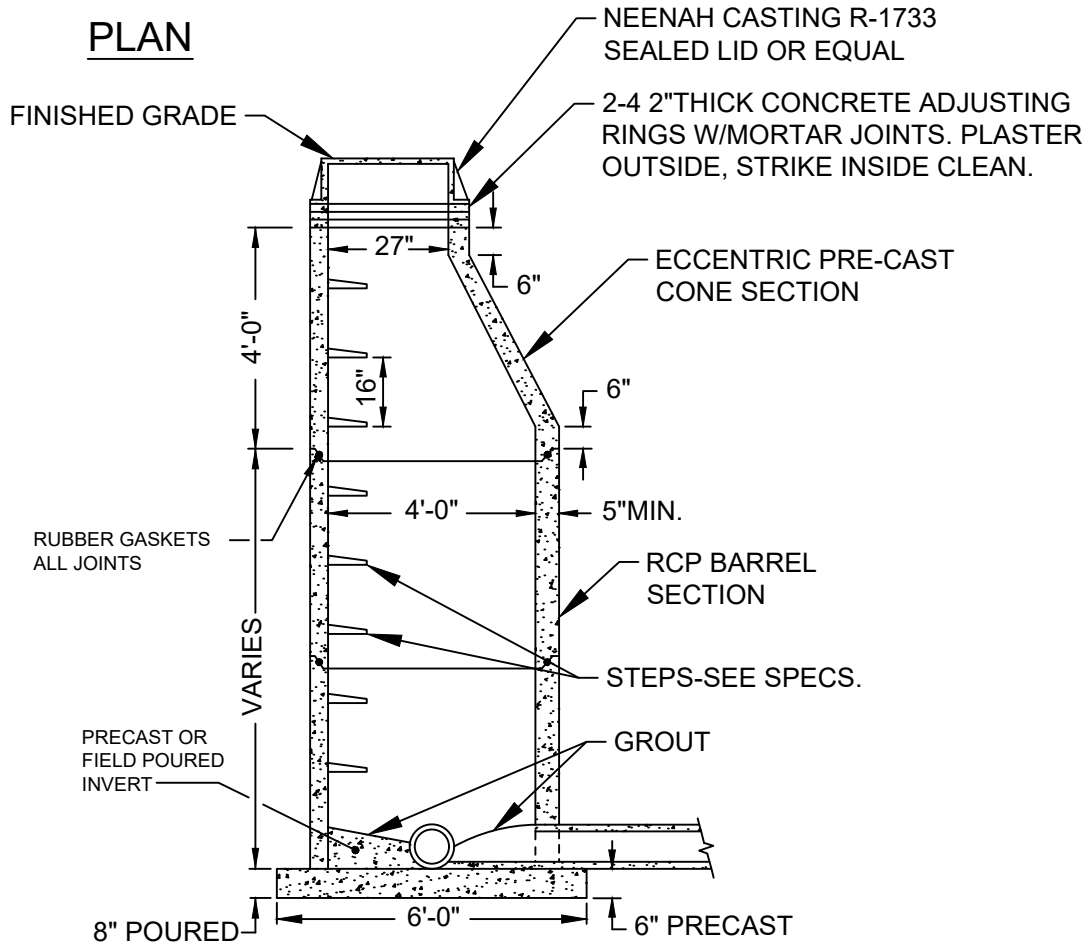 PLAN
NEENAH CASTING R-1733
SEALED LID OR EQUAL
FINISHED GRADE
2-4 2"THICK CONCRETE ADJUSTING
RINGS W/MORTAR JOINTS. PLASTER
OUTSIDE, STRIKE INSIDE CLEAN.
27"
6"
ECCENTRIC PRE-CAST
CONE SECTION
4'-0"
16"
6"
4'-0"
5"MIN.
RUBBER GASKETS
ALL JOINTS
RCP BARREL
SECTION
VARIES
STEPS-SEE SPECS.
PRECAST OR
FIELD POURED
INVERT
GROUT
8" POURED
6'-0"
6" PRECAST